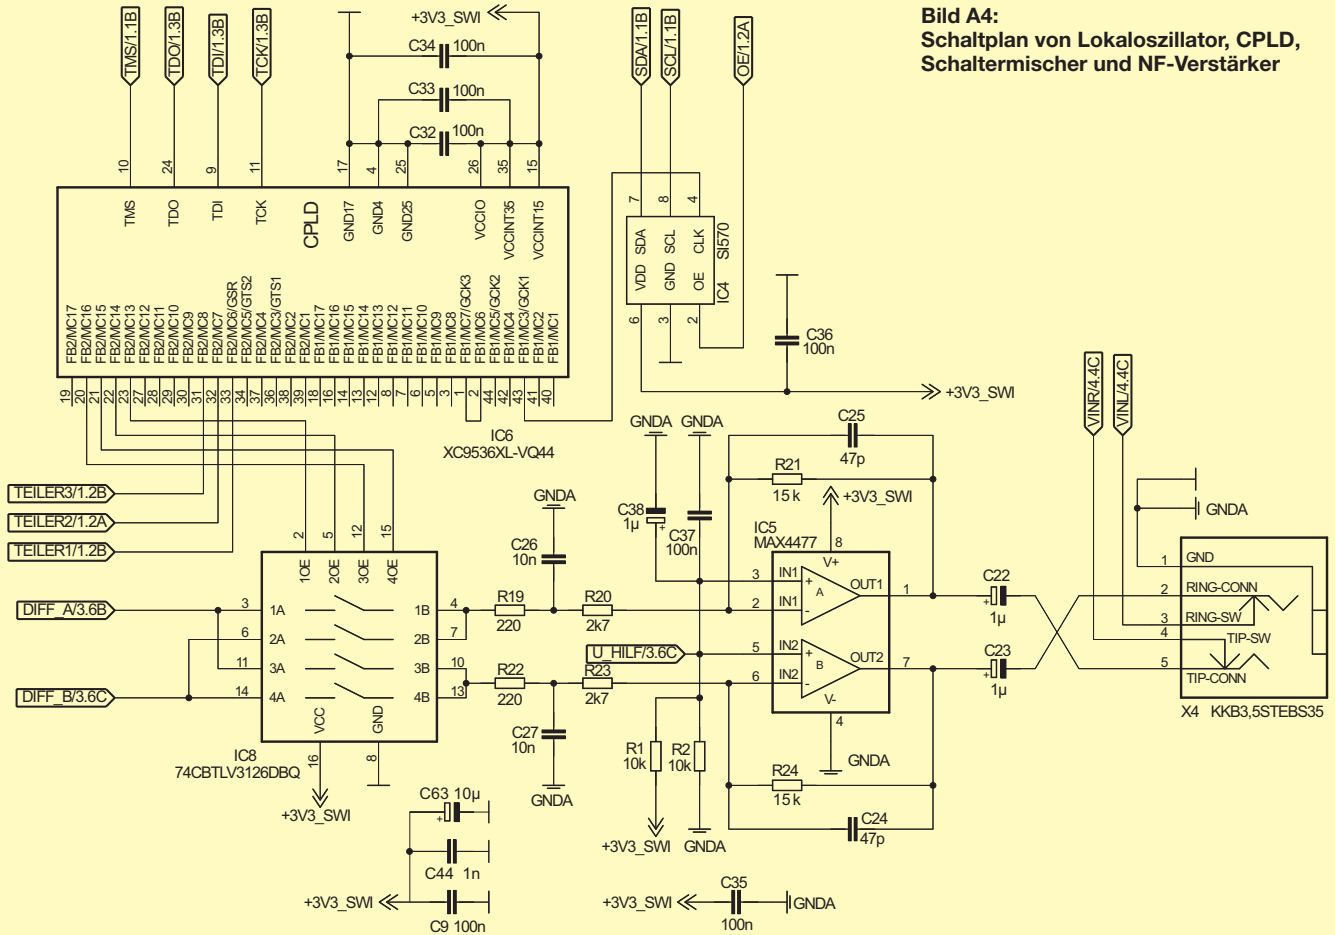 Bild A4:
Schaltplan von Lokaloszillator, CPLD,
Schaltermischer und NF-Verstärker
TMS/1.1B
TDO/1.3B
TDI/1.3B
TCK/1.3B
+3V3_SWI
C34 100n
C33 100n
C32 100n
SDA/1.1B
SCL/1.1B
OE/1.2A
10
24
9
11
17
4
25
26
35
15
TMS
TDO
TDI
TCK
CPLD
GND17
GND4
GND25
VCCIO
VCCINT35
VCCINT15
FB2/MC17
FB2/MC16
FB2/MC15
FB2/MC14
FB2/MC13
FB2/MC12
FB2/MC11
FB2/MC10
FB2/MC9
FB2/MC8
FB2/MC7
FB2/MC6/GSR
FB2/MC5/GTS2
FB2/MC4
FB2/MC3/GTS1
FB2/MC2
FB2/MC1
FB1/MC17
FB1/MC16
FB1/MC15
FB1/MC14
FB1/MC13
FB1/MC12
FB1/MC11
FB1/MC10
FB1/MC9
FB1/MC8
FB1/MC7/GCK3
FB1/MC6
FB1/MC5/GCK2
FB1/MC4
FB1/MC3/GCK1
FB1/MC2
FB1/MC1
19
20
21
22
23
27
28
29
30
31
32
33
34
37
36
38
39
18
16
14
13
12
8
7
6
5
3
1
2
44
42
43
41
40
IC6
XC9536XL-VQ44
7
8
4
SDA
SCL
CLK
VDD
GND
OE
SI570
IC4
6
3
2
C36
100n
+3V3_SWI
TEILER3/1.2B
TEILER2/1.2A
TEILER1/1.2B
DIFF_A/3.6B
DIFF_B/3.6C
2
5
12
15
1OE
2OE
3OE
4OE
3
6
11
14
1A
2A
3A
4A
1B
2B
3B
4B
4
7
10
13
VCC
GND
16
8
IC8
74CBTLV3126DBQ
+3V3_SWI
GNDA
C26
10n
R19
220
R20
2k7
R22
220
R23
2k7
C27
10n
GNDA
U_HILF/3.6C
GNDA
GNDA
C38
1µ
+
C37
100n
C25
47p
R21
15 k
+3V3_SWI
IC5
MAX4477
8
V+
3
IN1
+
2
IN1
-
A
OUT1
1
5
IN2
+
6
IN2
-
B
OUT2
7
V-
4
GNDA
R1
10k
R2
10k
+3V3_SWI
GNDA
R24
15 k
C24
47p
C22
+
1µ
C23
+
1µ
VINR/4.4C
VINL/4.4C
GNDA
1
GND
2
RING-CONN
3
RING-SW
4
TIP-SW
5
TIP-CONN
X4 KKB3,5STEBS35
C63 10µ
+
C44 1n
+3V3_SWI
C9 100n
+3V3_SWI
C35
100n
GNDA